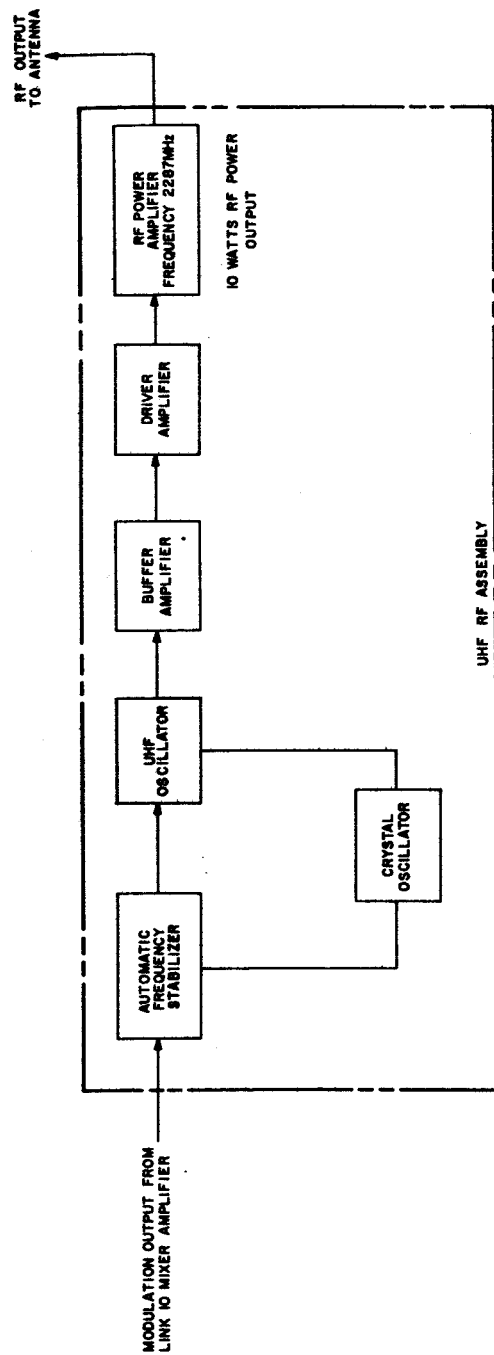 MODULATION OUTPUT FROM
LINK 10 MIXER AMPLIFIER
AUTOMATIC
FREQUENCY
STABILIZER
CRYSTAL
OSCILLATOR
UHF
OSCILLATOR
BUFFER
AMPLIFIER
DRIVER
AMPLIFIER
RF POWER
AMPLIFIER
FREQUENCY 2287MHz
10 WATTS RF POWER
OUTPUT
RF OUTPUT
TO ANTENNA
UHF RF ASSEMBLY